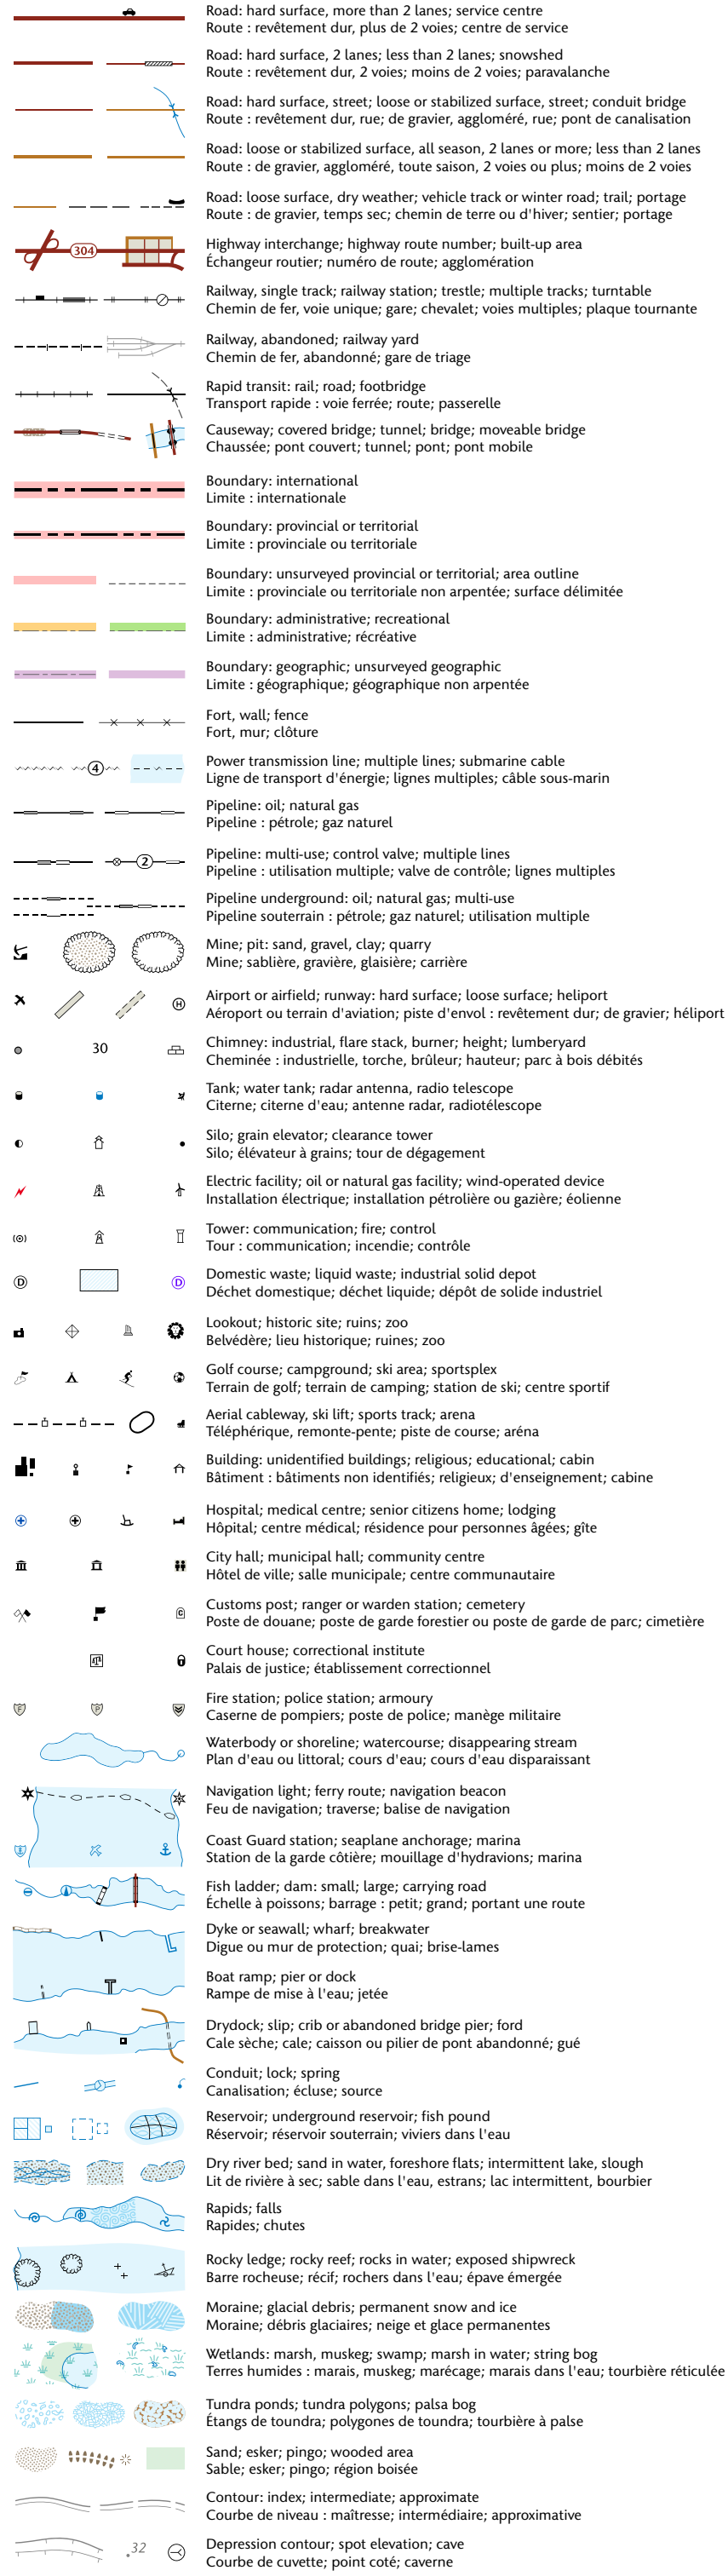 Road: hard surface, more than 2 lanes; service centre
Route : revêtement dur, plus de 2 voies; centre de service
Road: hard surface, 2 lanes; less than 2 lanes; snowshed
Route : revêtement dur, 2 voies; moins de 2 voies; paravalanche
Road: hard surface, street; loose or stabilized surface, street; conduit bridge
Route : revêtement dur, rue; de gravier, aggloméré, rue; pont de canalisation
Road: loose or stabilized surface, all season, 2 lanes or more; less than 2 lanes
Route : de gravier, aggloméré, toute saison, 2 voies ou plus; moins de 2 voies
Road: loose surface, dry weather; vehicle track or winter road; trail; portage
Route : de gravier, temps sec; chemin de terre ou d'hiver; sentier; portage
304
Highway interchange; highway route number; built-up area
Échangeur routier; numéro de route; agglomération
Railway, single track; railway station; trestle; multiple tracks; turntable
Chemin de fer, voie unique; gare; chevalet; voies multiples; plaque tournante
Railway, abandoned; railway yard
Chemin de fer, abandonné; gare de triage
Rapid transit: rail; road; footbridge
Transport rapide : voie ferrée; route; passerelle
Causeway; covered bridge; tunnel; bridge; moveable bridge
Chaussée; pont couvert; tunnel; pont; pont mobile
Boundary: international
Limite : internationale
Boundary: provincial or territorial
Limite : provinciale ou territoriale
Boundary: unsurveyed provincial or territorial; area outline
Limite : provinciale ou territoriale non arpentée; surface délimitée
Boundary: administrative; recreational
Limite : administrative; récréative
Boundary: geographic; unsurveyed geographic
Limite : géographique; géographique non arpentée
Fort, wall; fence
Fort, mur; clôture
4
Power transmission line; multiple lines; submarine cable
Ligne de transport d'énergie; lignes multiples; câble sous-marin
Pipeline: oil; natural gas
Pipeline : pétrole; gaz naturel
2
Pipeline: multi-use; control valve; multiple lines
Pipeline : utilisation multiple; valve de contrôle; lignes multiples
Pipeline underground: oil; natural gas; multi-use
Pipeline souterrain : pétrole; gaz naturel; utilisation multiple
Mine; pit: sand, gravel, clay; quarry
Mine; sablière, gravière, glaisière; carrière
H
Airport or airfield; runway: hard surface; loose surface; heliport
Aéroport ou terrain d'aviation; piste d'envol : revêtement dur; de gravier; héliport
30
Chimney: industrial, flare stack, burner; height; lumberyard
Cheminée : industrielle, torche, brûleur; hauteur; parc à bois débités
Tank; water tank; radar antenna, radio telescope
Citerne; citerne d'eau; antenne radar, radiotélescope
Silo; grain elevator; clearance tower
Silo; élévateur à grains; tour de dégagement
Electric facility; oil or natural gas facility; wind-operated device
Installation électrique; installation pétrolière ou gazière; éolienne
Tower: communication; fire; control
Tour : communication; incendie; contrôle
D D
Domestic waste; liquid waste; industrial solid depot
Déchet domestique; déchet liquide; dépôt de solide industriel
Lookout; historic site; ruins; zoo
Belvédère; lieu historique; ruines; zoo
Golf course; campground; ski area; sportsplex
Terrain de golf; terrain de camping; station de ski; centre sportif
Aerial cableway, ski lift; sports track; arena
Téléphérique, remonte-pente; piste de course; aréna
Building: unidentified buildings; religious; educational; cabin
Bâtiment : bâtiments non identifiés; religieux; d'enseignement; cabine
Hospital; medical centre; senior citizens home; lodging
Hôpital; centre médical; résidence pour personnes âgées; gîte
City hall; municipal hall; community centre
Hôtel de ville; salle municipale; centre communautaire
C
Customs post; ranger or warden station; cemetery
Poste de douane; poste de garde forestier ou poste de garde de parc; cimetière
Court house; correctional institute
Palais de justice; établissement correctionnel
F P
Fire station; police station; armoury
Caserne de pompiers; poste de police; manège militaire
Waterbody or shoreline; watercourse; disappearing stream
Plan d'eau ou littoral; cours d'eau; cours d'eau disparaissant
Navigation light; ferry route; navigation beacon
Feu de navigation; traverse; balise de navigation
Coast Guard station; seaplane anchorage; marina
Station de la garde côtière; mouillage d'hydravions; marina
Fish ladder; dam: small; large; carrying road
Échelle à poissons; barrage : petit; grand; portant une route
Dyke or seawall; wharf; breakwater
Digue ou mur de protection; quai; brise-lames
Boat ramp; pier or dock
Rampe de mise à l'eau; jetée
Drydock; slip; crib or abandoned bridge pier; ford
Cale sèche; cale; caisson ou pilier de pont abandonné; gué
Conduit; lock; spring
Canalisation; écluse; source
Reservoir; underground reservoir; fish pound
Réservoir; réservoir souterrain; viviers dans l'eau
Dry river bed; sand in water, foreshore flats; intermittent lake, slough
Lit de rivière à sec; sable dans l'eau, estrans; lac intermittent, bourbier
Rapids; falls
Rapides; chutes
Rocky ledge; rocky reef; rocks in water; exposed shipwreck
Barre rocheuse; récif; rochers dans l'eau; épave émergée
Moraine; glacial debris; permanent snow and ice
Moraine; débris glaciaires; neige et glace permanentes
Wetlands: marsh, muskeg; swamp; marsh in water; string bog
Terres humides : marais, muskeg; marécage; marais dans l'eau; tourbière réticulée
Tundra ponds; tundra polygons; palsa bog
Étangs de toundra; polygones de toundra; tourbière à palse
Sand; esker; pingo; wooded area
Sable; esker; pingo; région boisée
Contour: index; intermediate; approximate
Courbe de niveau : maîtresse; intermédiaire; approximative
.32
Depression contour; spot elevation; cave
Courbe de cuvette; point coté; caverne